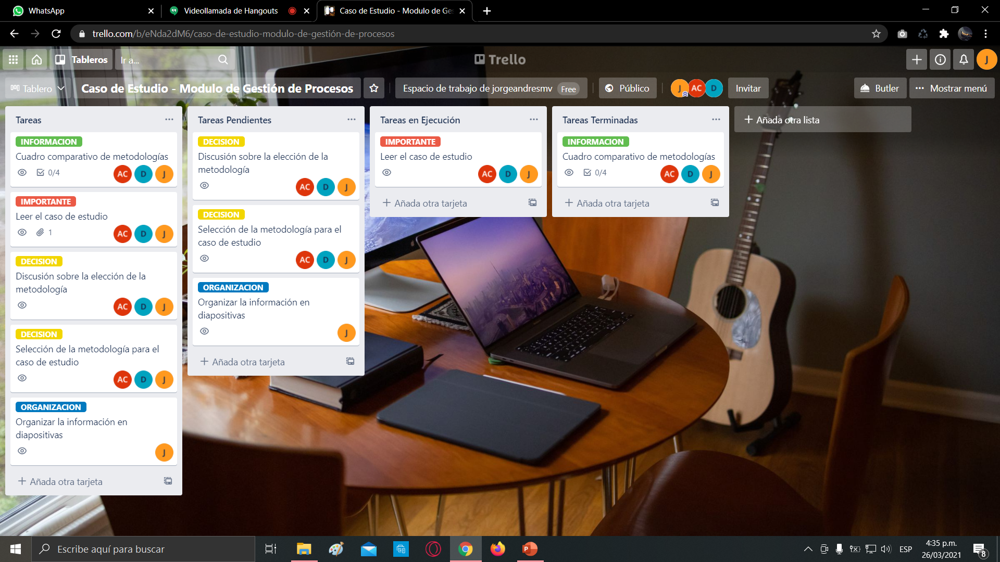 WhatsApp
Videollamada de Hangouts
Caso de Estudio - Modulo de Ges
trello.com/b/eNda2dM6/caso-de-estudio-modulo-de-gestión-de-procesos
Tableros
Ir a...
Trello
J
Tablero
Caso de Estudio - Modulo de Gestión de Procesos
Espacio de trabajo de jorgeandresmv Free
Público
J AC D
Invitar
Butler
Mostrar menú
Tareas
INFORMACION
Cuadro comparativo de metodologías
0/4
AC D J
IMPORTANTE
Leer el caso de estudio
1
AC D J
DECISION
Discusión sobre la elección de la
metodología
AC D J
DECISION
Selección de la metodología para el
caso de estudio
AC D J
ORGANIZACION
Organizar la información en
diapositivas
J
+ Añada otra tarjeta
Tareas Pendientes
DECISION
Discusión sobre la elección de la
metodología
AC D J
DECISION
Selección de la metodología para el
caso de estudio
AC D J
ORGANIZACION
Organizar la información en
diapositivas
J
+ Añada otra tarjeta
Tareas en Ejecución
IMPORTANTE
Leer el caso de estudio
AC D J
+ Añada otra tarjeta
Tareas Terminadas
INFORMACION
Cuadro comparativo de metodologías
0/4
AC D J
+ Añada otra tarjeta
+ Añada otra lista
Escribe aquí para buscar
ESP
4:35 p.m.
26/03/2021
8